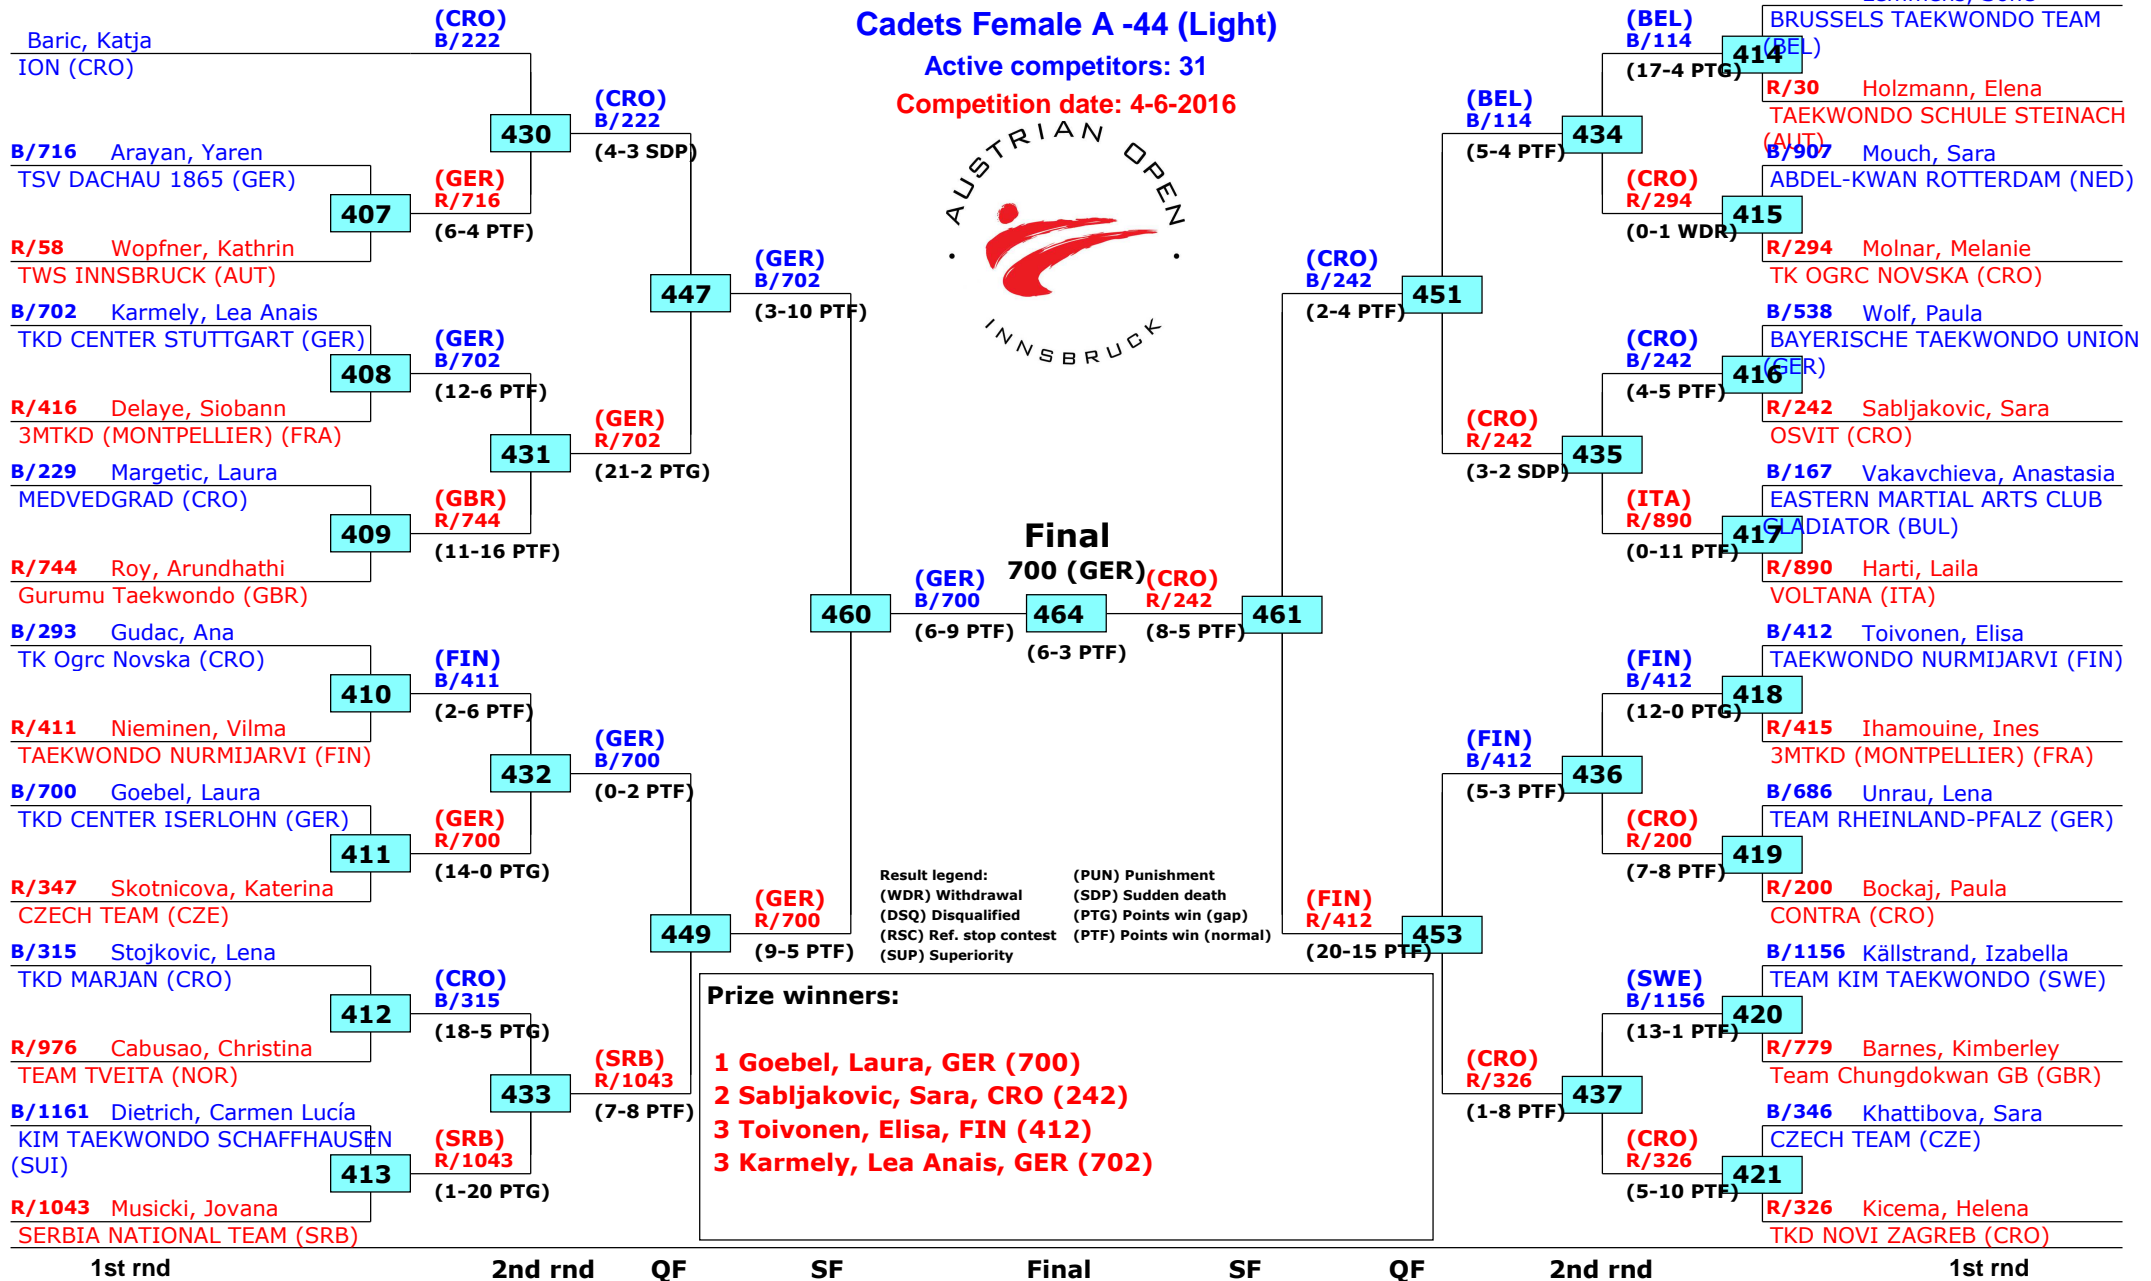 Cadets Female A -44 (Light)
Active competitors: 31
Competition date: 4-6-2016
AUSTRIAN OPEN
INNSBRUCK
Baric, Katja
ION (CRO)
B/716 Arayan, Yaren
TSV DACHAU 1865 (GER)
R/58 Wopfner, Kathrin
TWS INNSBRUCK (AUT)
B/702 Karmely, Lea Anais
TKD CENTER STUTTGART (GER)
R/416 Delaye, Siobann
3MTKD (MONTPELLIER) (FRA)
B/229 Margetic, Laura
MEDVEDGRAD (CRO)
R/744 Roy, Arundhathi
Gurumu Taekwondo (GBR)
B/293 Gudac, Ana
TK Ogrc Novska (CRO)
R/411 Nieminen, Vilma
TAEKWONDO NURMIJARVI (FIN)
B/700 Goebel, Laura
TKD CENTER ISERLOHN (GER)
R/347 Skotnicova, Katerina
CZECH TEAM (CZE)
B/315 Stojkovic, Lena
TKD MARJAN (CRO)
R/976 Cabusao, Christina
TEAM TVEITA (NOR)
B/1161 Dietrich, Carmen Lucía
KIM TAEKWONDO SCHAFFHAUSEN
(SUI)
R/1043 Musicki, Jovana
SERBIA NATIONAL TEAM (SRB)
407
408
409
410
411
412
413
(CRO)
B/222
(GER)
R/716
(6-4 PTF)
(GER)
B/702
(12-6 PTF)
(GBR)
R/744
(11-16 PTF)
(FIN)
B/411
(2-6 PTF)
(GER)
R/700
(14-0 PTG)
(CRO)
B/315
(18-5 PTG)
(SRB)
R/1043
(1-20 PTG)
430
431
432
433
(CRO)
B/222
(4-3 SDP)
(GER)
R/702
(21-2 PTG)
(GER)
B/700
(0-2 PTF)
(SRB)
R/1043
(7-8 PTF)
447
449
(GER)
B/702
(3-10 PTF)
(GER)
R/700
(9-5 PTF)
460
(GER)
B/700
(6-9 PTF)
Final
700 (GER)
464
(6-3 PTF)
(CRO)
R/242
(8-5 PTF)
461
(CRO)
B/242
(2-4 PTF)
(FIN)
R/412
(20-15 PTF)
451
453
(BEL)
B/114
(5-4 PTF)
(CRO)
R/242
(3-2 SDP)
(FIN)
B/412
(5-3 PTF)
(CRO)
R/326
(1-8 PTF)
434
435
436
437
(BEL)
B/114
(17-4 PTG)
(CRO)
R/294
(0-1 WDR)
(CRO)
B/242
(4-5 PTF)
(ITA)
R/890
(0-11 PTF)
(FIN)
B/412
(12-0 PTG)
(CRO)
R/200
(7-8 PTF)
(SWE)
B/1156
(13-1 PTF)
(CRO)
R/326
(5-10 PTF)
414
415
416
417
418
419
420
421
BRUSSELS TAEKWONDO TEAM
(BEL)
R/30 Holzmann, Elena
TAEKWONDO SCHULE STEINACH
(AUT)
B/907 Mouch, Sara
ABDEL-KWAN ROTTERDAM (NED)
R/294 Molnar, Melanie
TK OGRC NOVSKA (CRO)
B/538 Wolf, Paula
BAYERISCHE TAEKWONDO UNION
(GER)
R/242 Sabljakovic, Sara
OSVIT (CRO)
B/167 Vakavchieva, Anastasia
EASTERN MARTIAL ARTS CLUB
GLADIATOR (BUL)
R/890 Harti, Laila
VOLTANA (ITA)
B/412 Toivonen, Elisa
TAEKWONDO NURMIJARVI (FIN)
R/415 Ihamouine, Ines
3MTKD (MONTPELLIER) (FRA)
B/686 Unrau, Lena
TEAM RHEINLAND-PFALZ (GER)
R/200 Bockaj, Paula
CONTRA (CRO)
B/1156 Källstrand, Izabella
TEAM KIM TAEKWONDO (SWE)
R/779 Barnes, Kimberley
Team Chungdokwan GB (GBR)
B/346 Khattibova, Sara
CZECH TEAM (CZE)
R/326 Kicema, Helena
TKD NOVI ZAGREB (CRO)
Result legend: (PUN) Punishment
(WDR) Withdrawal (SDP) Sudden death
(DSQ) Disqualified (PTG) Points win (gap)
(RSC) Ref. stop contest (PTF) Points win (normal)
(SUP) Superiority
Prize winners:
1 Goebel, Laura, GER (700)
2 Sabljakovic, Sara, CRO (242)
3 Toivonen, Elisa, FIN (412)
3 Karmely, Lea Anais, GER (702)
1st rnd 2nd rnd QF SF Final SF QF 2nd rnd 1st rnd